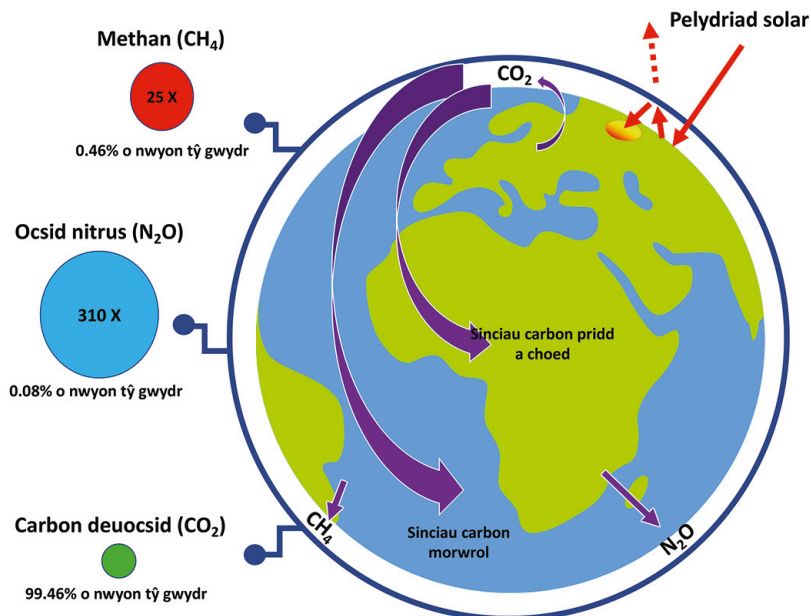 Methan (CH₄)
25 X
0.46% o nwyon tŷ gwydr
Ocsid nitrus (N₂O)
310 X
0.08% o nwyon tŷ gwydr
Carbon deuocsid (CO₂)
99.46% o nwyon tŷ gwydr
Pelydriad solar
CO₂
Sinciau carbon pridd
a choed
Sinciau carbon
morwrol
CH₄
N₂O